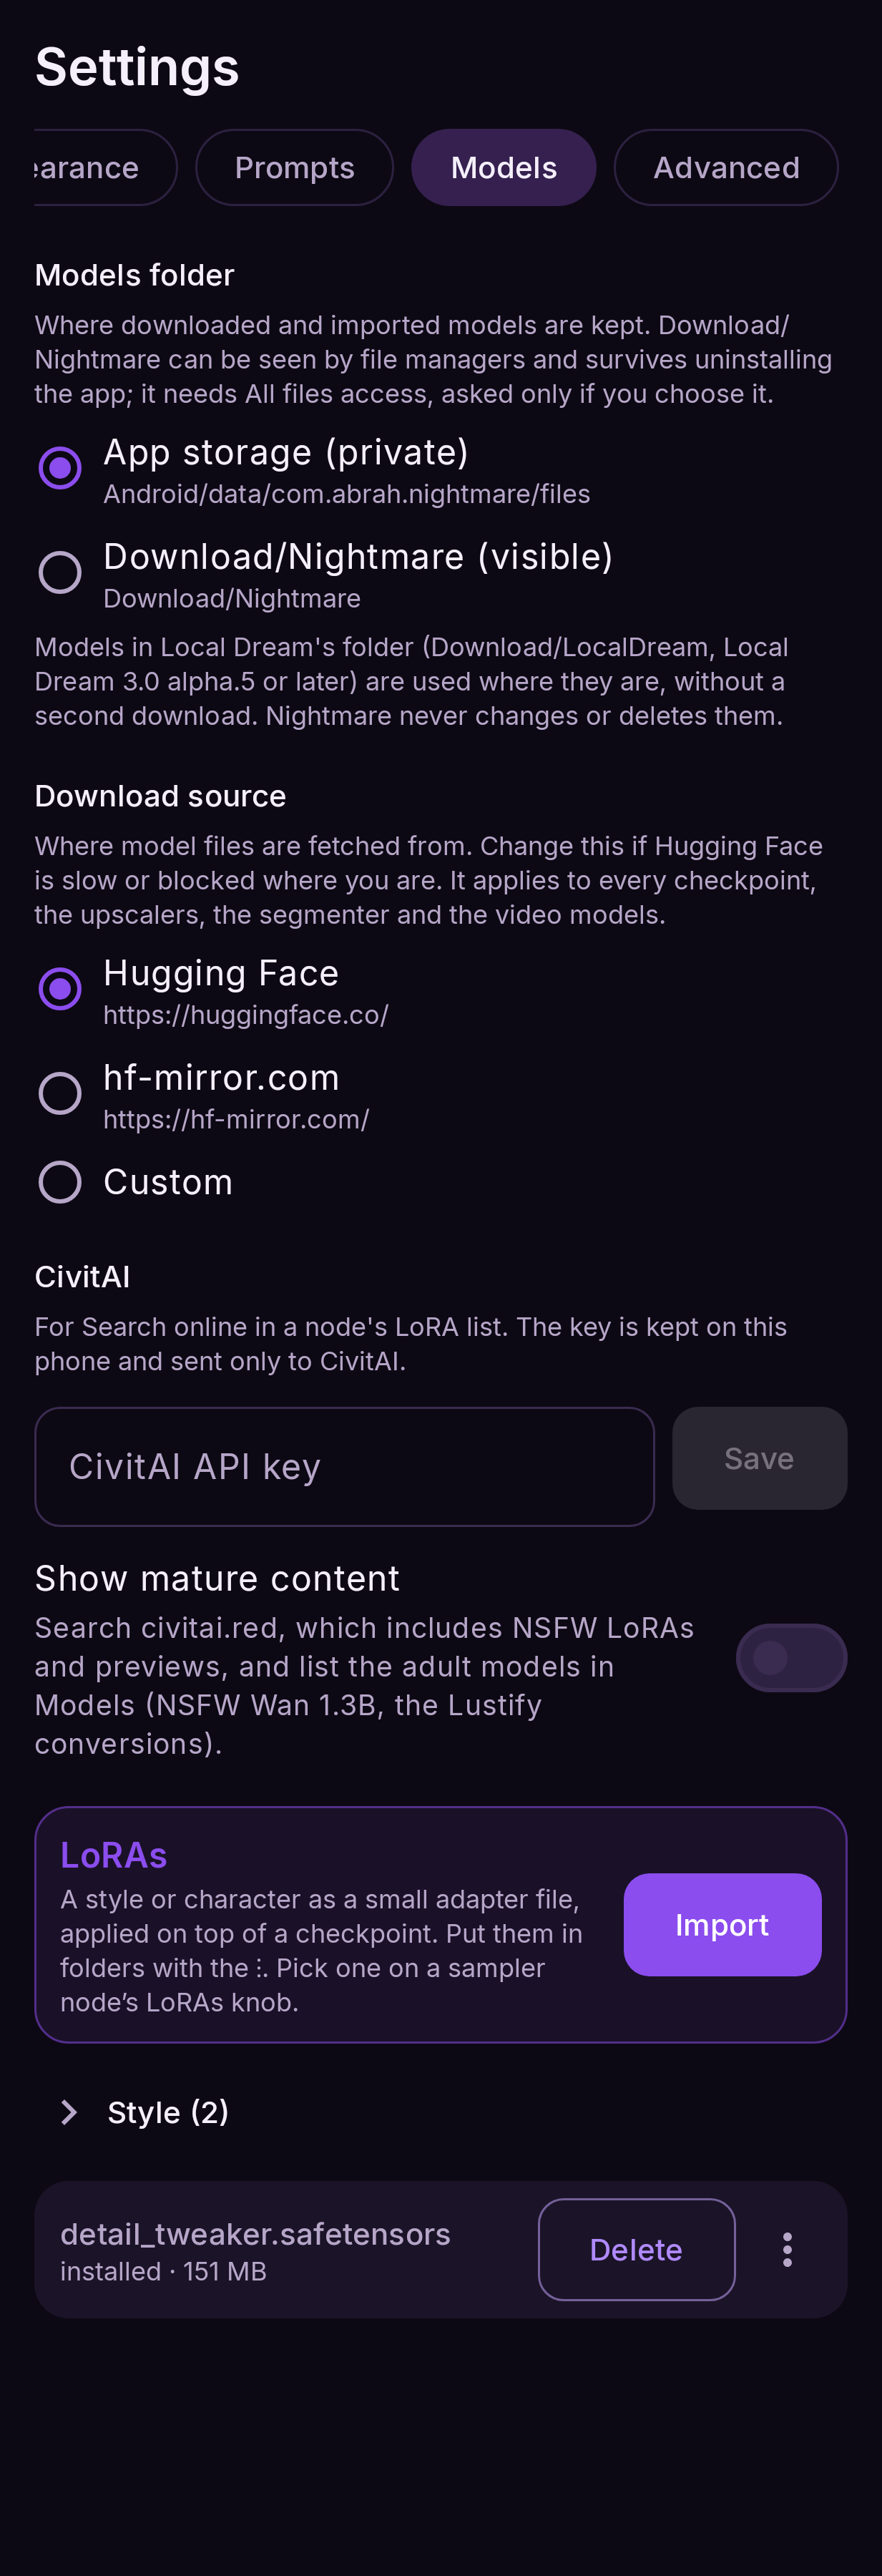 Settings
earance
Prompts
Models
Advanced
Models folder
Where downloaded and imported models are kept. Download/
Nightmare can be seen by file managers and survives uninstalling
the app; it needs All files access, asked only if you choose it.
App storage (private)
Android/data/com.abrah.nightmare/files
Download/Nightmare (visible)
Download/Nightmare
Models in Local Dream's folder (Download/LocalDream, Local
Dream 3.0 alpha.5 or later) are used where they are, without a
second download. Nightmare never changes or deletes them.
Download source
Where model files are fetched from. Change this if Hugging Face
is slow or blocked where you are. It applies to every checkpoint,
the upscalers, the segmenter and the video models.
Hugging Face
https://huggingface.co/
hf-mirror.com
https://hf-mirror.com/
Custom
CivitAI
For Search online in a node's LoRA list. The key is kept on this
phone and sent only to CivitAI.
CivitAI API key
Save
Show mature content
Search civitai.red, which includes NSFW LoRAs
and previews, and list the adult models in
Models (NSFW Wan 1.3B, the Lustify
conversions).
LoRAs
A style or character as a small adapter file,
applied on top of a checkpoint. Put them in
folders with the ⋮. Pick one on a sampler
node’s LoRAs knob.
Import
Style (2)
detail_tweaker.safetensors
installed · 151 MB
Delete